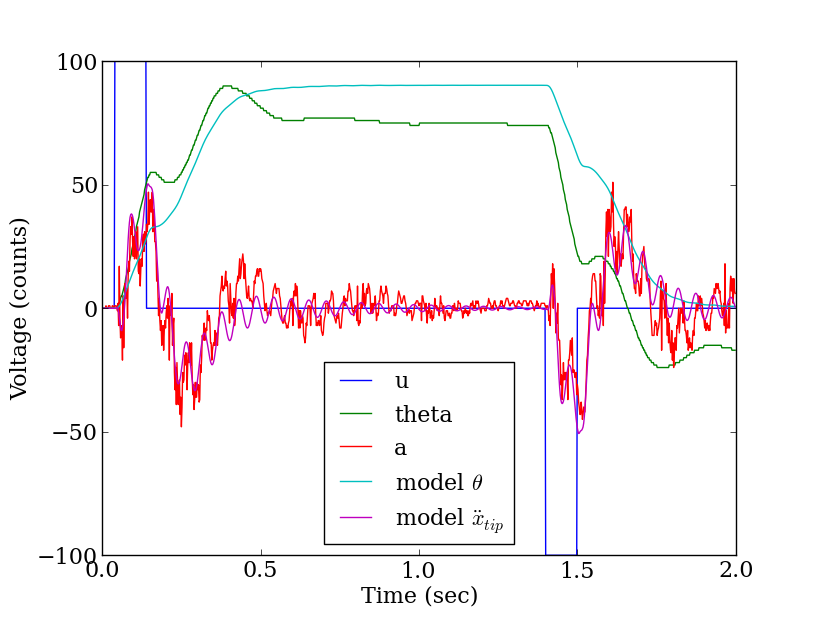 100
50
0
−50
−100
0.0 0.5 1.0 1.5 2.0
Time (sec)
Voltage (counts)
u
theta
a
model θ
model ẍ_tip